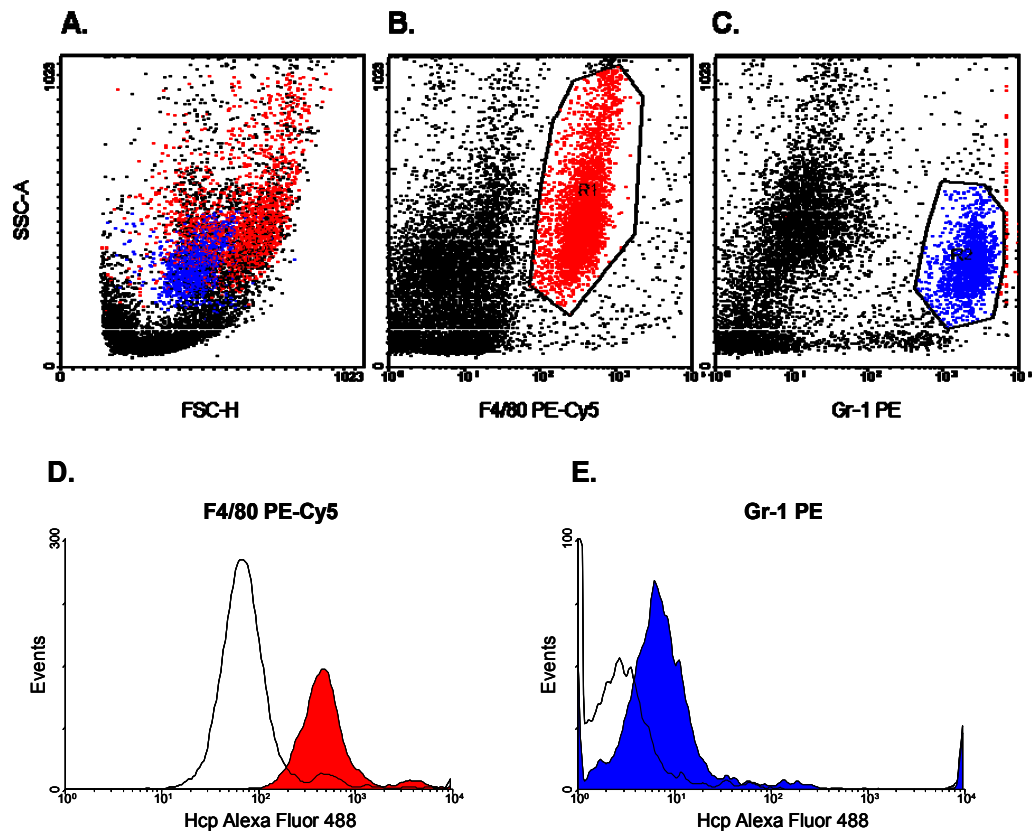 A.
B.
C.
1023
SSC-A
0
0
1023
FSC-H
1023
0
R1
10⁰
10¹
10²
10³
F4/80 PE-Cy5
1023
0
R2
10⁰
10¹
10²
10³
Gr-1 PE
D.
F4/80 PE-Cy5
300
Events
0
10⁰
10¹
10²
10³
10⁴
Hcp Alexa Fluor 488
E.
Gr-1 PE
100
Events
0
10⁰
10¹
10²
10³
10⁴
Hcp Alexa Fluor 488